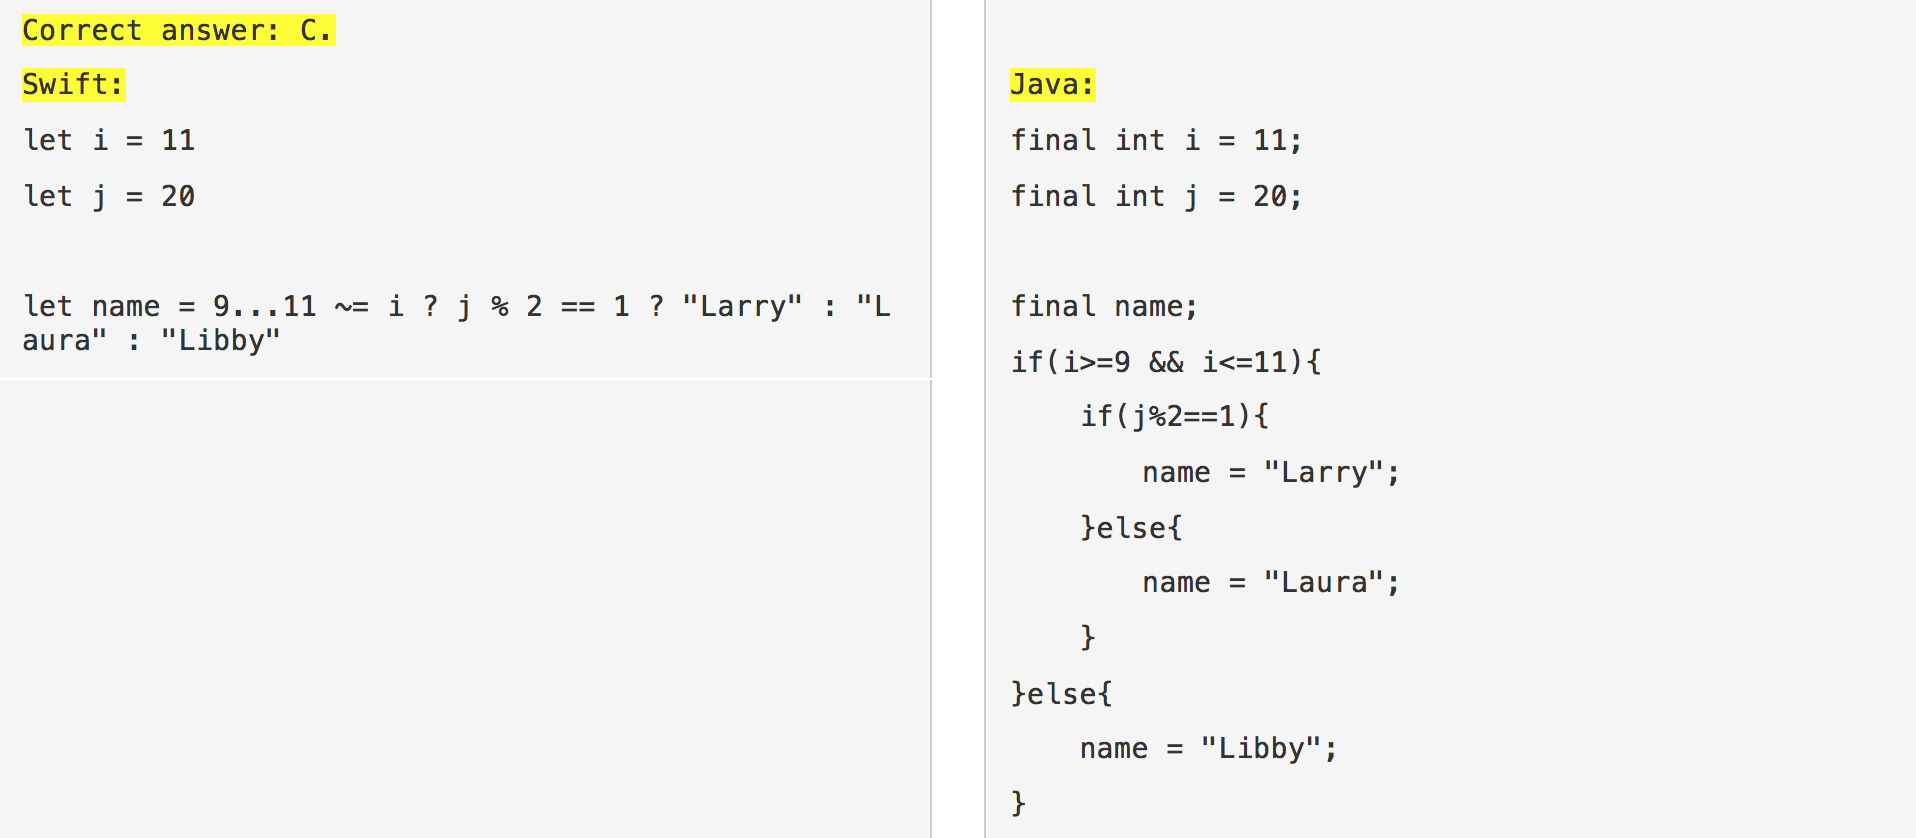 Correct answer: C.
Swift:
let i = 11
let j = 20
let name = 9...11 ~= i ? j % 2 == 1 ? "Larry" : "L
aura" : "Libby"
Java:
final int i = 11;
final int j = 20;
final name;
if(i>=9 && i<=11){
if(j%2==1){
name = "Larry";
}else{
name = "Laura";
}
}else{
name = "Libby";
}